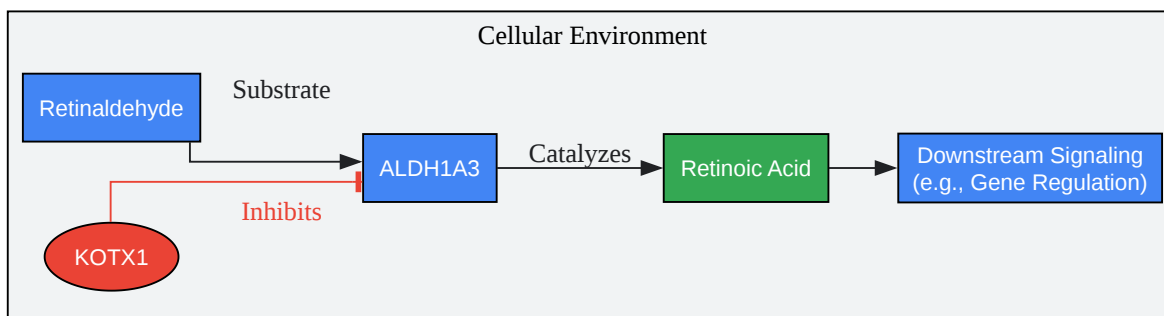 Cellular Environment
Retinaldehyde
Substrate
ALDH1A3
Catalyzes
Retinoic Acid
Downstream Signaling
(e.g., Gene Regulation)
Inhibits
KOTX1